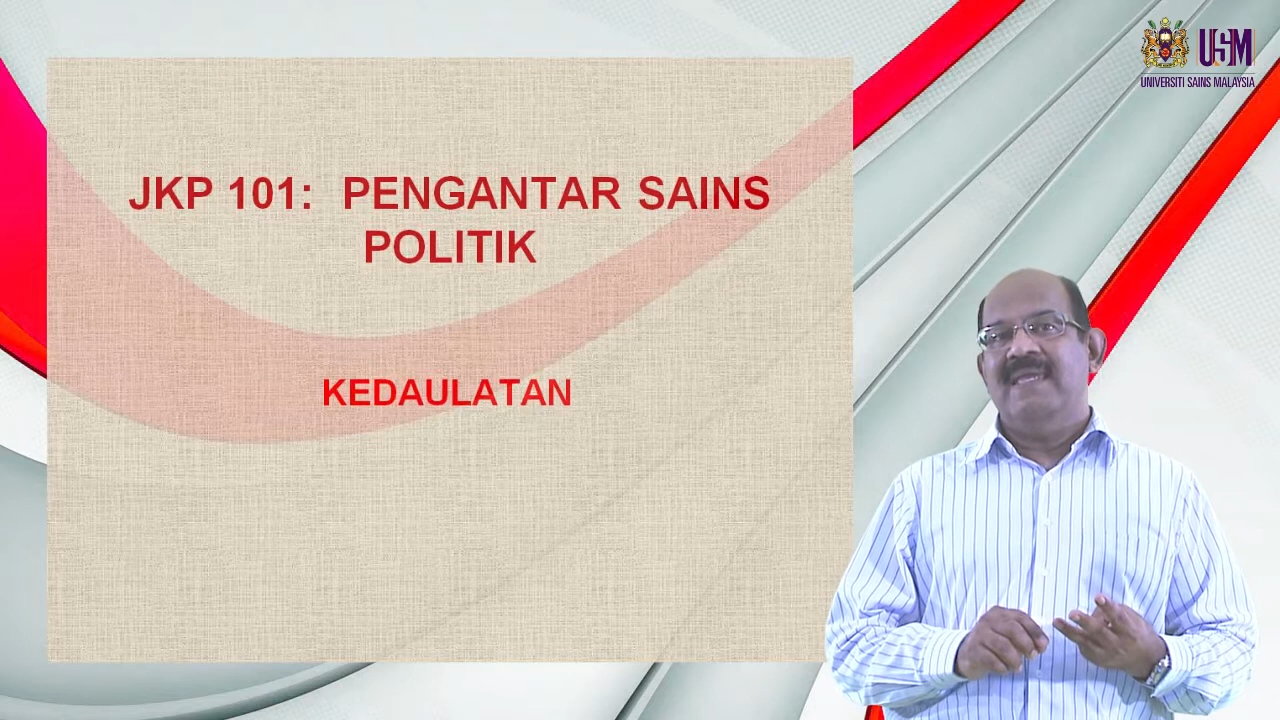 JKP 101: PENGANTAR SAINS
POLITIK
KEDAULATAN
USM
UNIVERSITI SAINS MALAYSIA